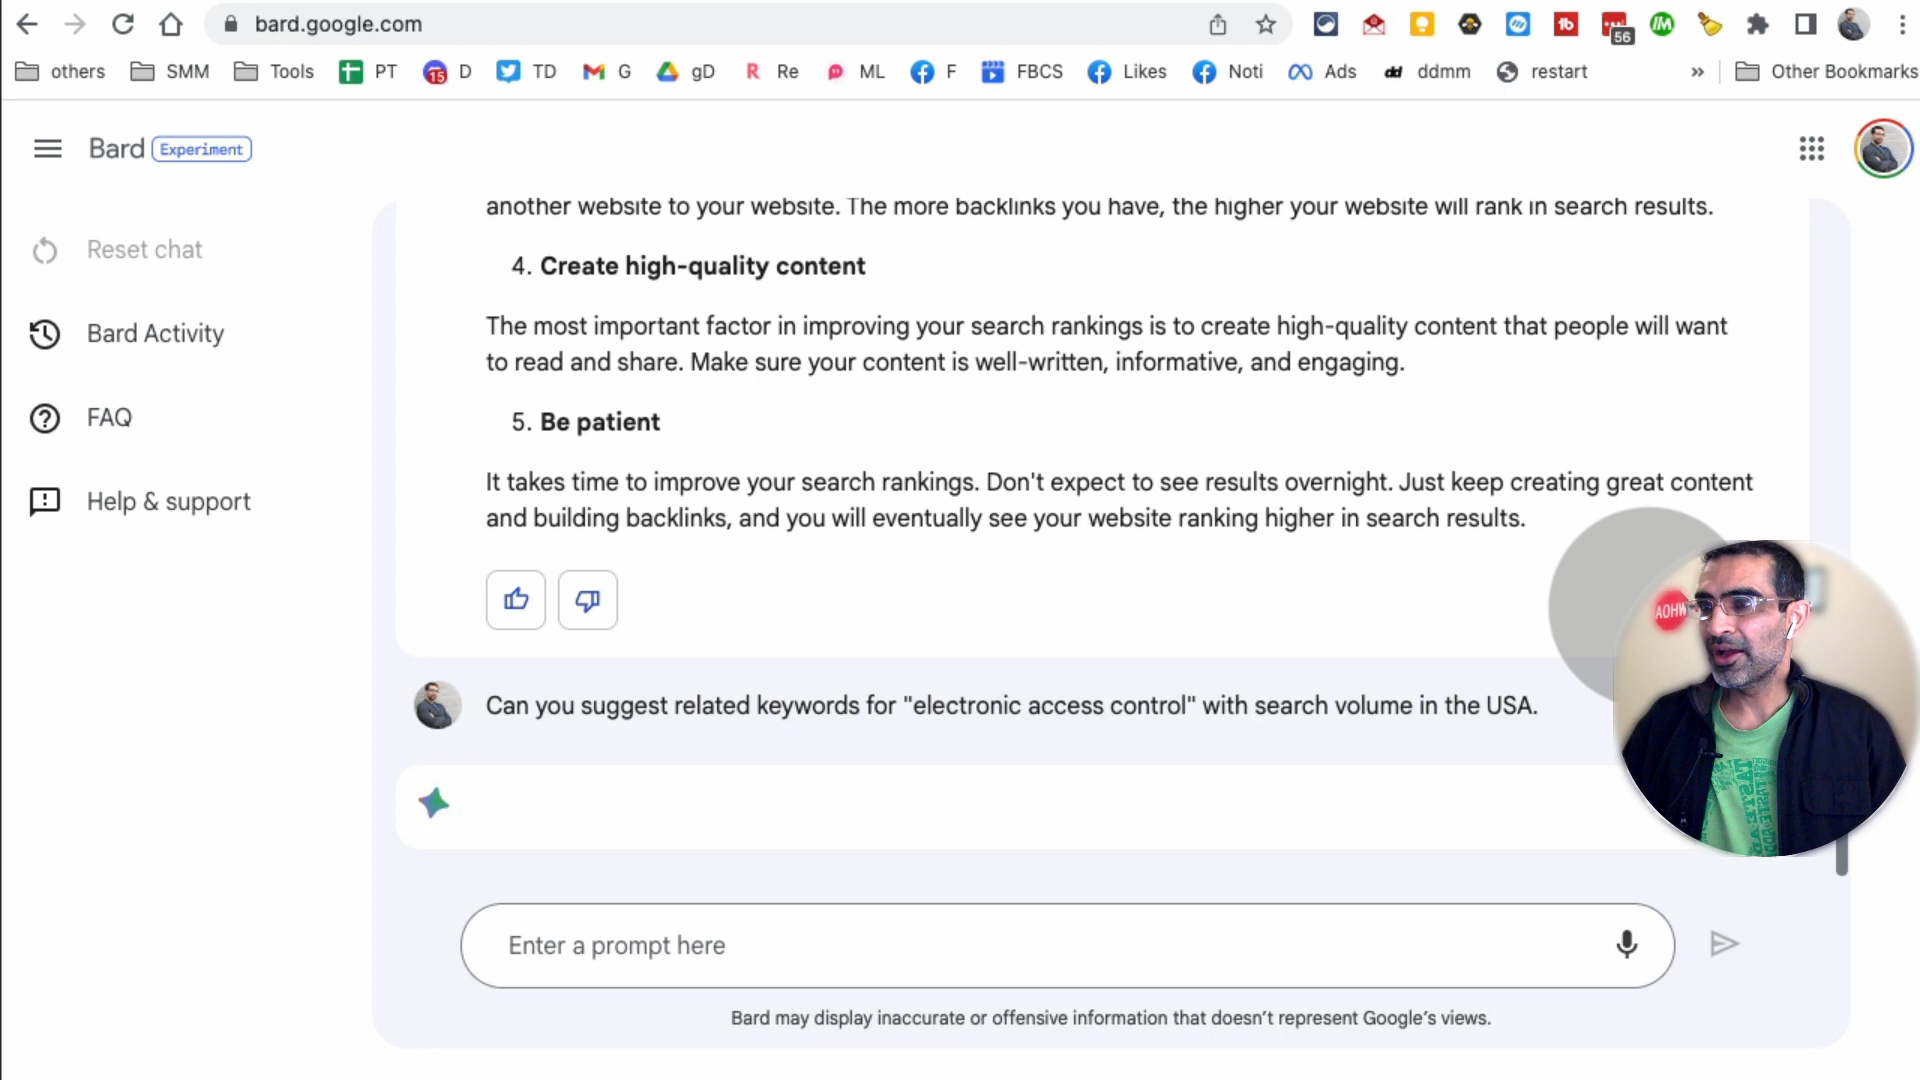 bard.google.com
56
others SMM Tools PT 15 D TD G gD R Re ML F FBCS Likes Noti Ads dd ddmm restart » Other Bookmarks
Bard Experiment
Reset chat
Bard Activity
FAQ
Help & support
another website to your website. The more backlinks you have, the higher your website will rank in search results.
4. Create high-quality content
The most important factor in improving your search rankings is to create high-quality content that people will want
to read and share. Make sure your content is well-written, informative, and engaging.
5. Be patient
It takes time to improve your search rankings. Don't expect to see results overnight. Just keep creating great content
and building backlinks, and you will eventually see your website ranking higher in search results.
AOHW
Can you suggest related keywords for "electronic access control" with search volume in the USA.
Enter a prompt here
Bard may display inaccurate or offensive information that doesn't represent Google's views.